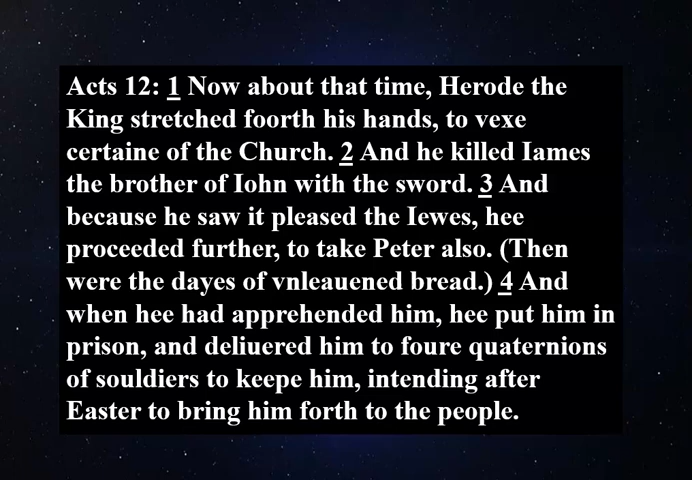 Acts 12: 1 Now about that time, Herode the
King stretched foorth his hands, to vexe
certaine of the Church. 2 And he killed Iames
the brother of Iohn with the sword. 3 And
because he saw it pleased the Iewes, hee
proceeded further, to take Peter also. (Then
were the dayes of vnleauened bread.) 4 And
when hee had apprehended him, hee put him in
prison, and deliuered him to foure quaternions
of souldiers to keepe him, intending after
Easter to bring him forth to the people.